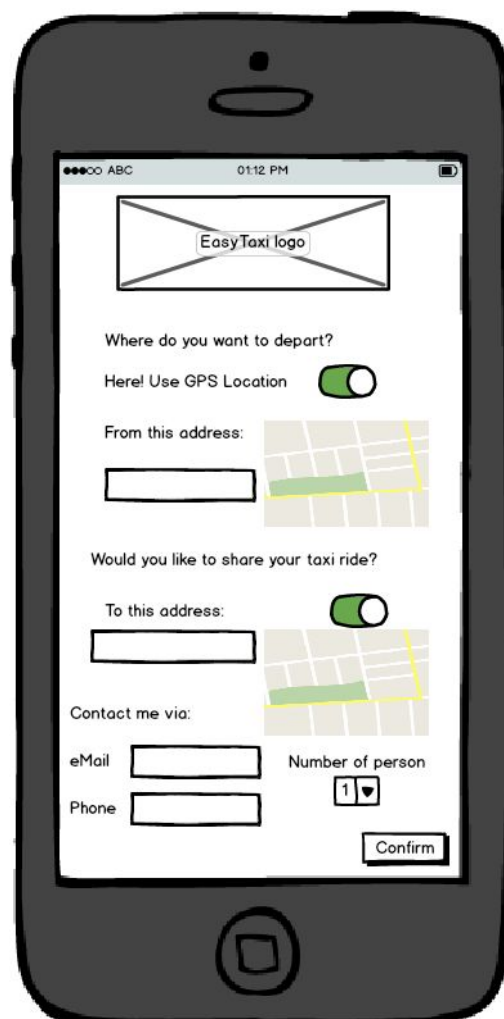 ABC 01:12 PM
EasyTaxi logo
Where do you want to depart?
Here! Use GPS Location
From this address:
Would you like to share your taxi ride?
To this address:
Contact me via:
eMail
Number of person
1
Phone
Confirm